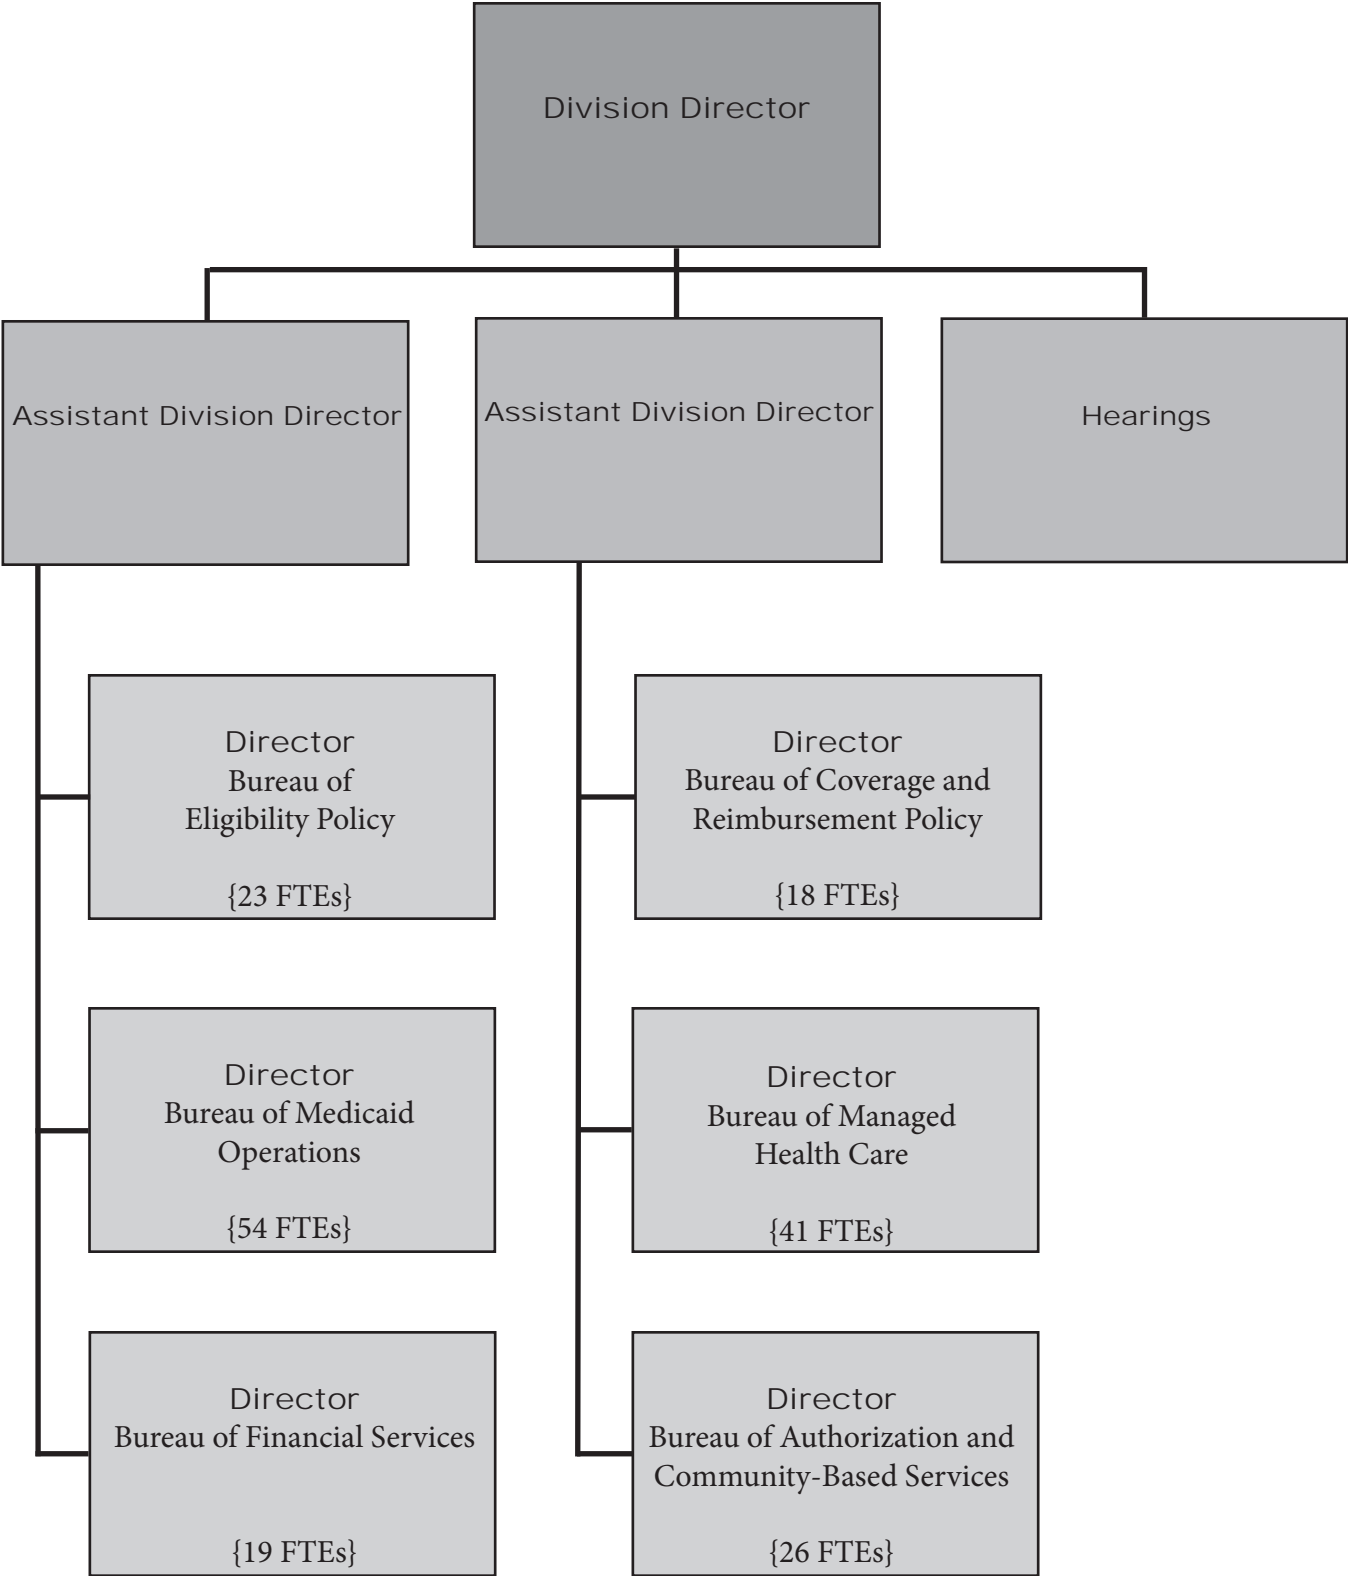 Division Director
Assistant Division Director
Assistant Division Director
Hearings
Director
Bureau of
Eligibility Policy
{23 FTEs}
Director
Bureau of Coverage and
Reimbursement Policy
{18 FTEs}
Director
Bureau of Medicaid
Operations
{54 FTEs}
Director
Bureau of Managed
Health Care
{41 FTEs}
Director
Bureau of Financial Services
{19 FTEs}
Director
Bureau of Authorization and
Community-Based Services
{26 FTEs}